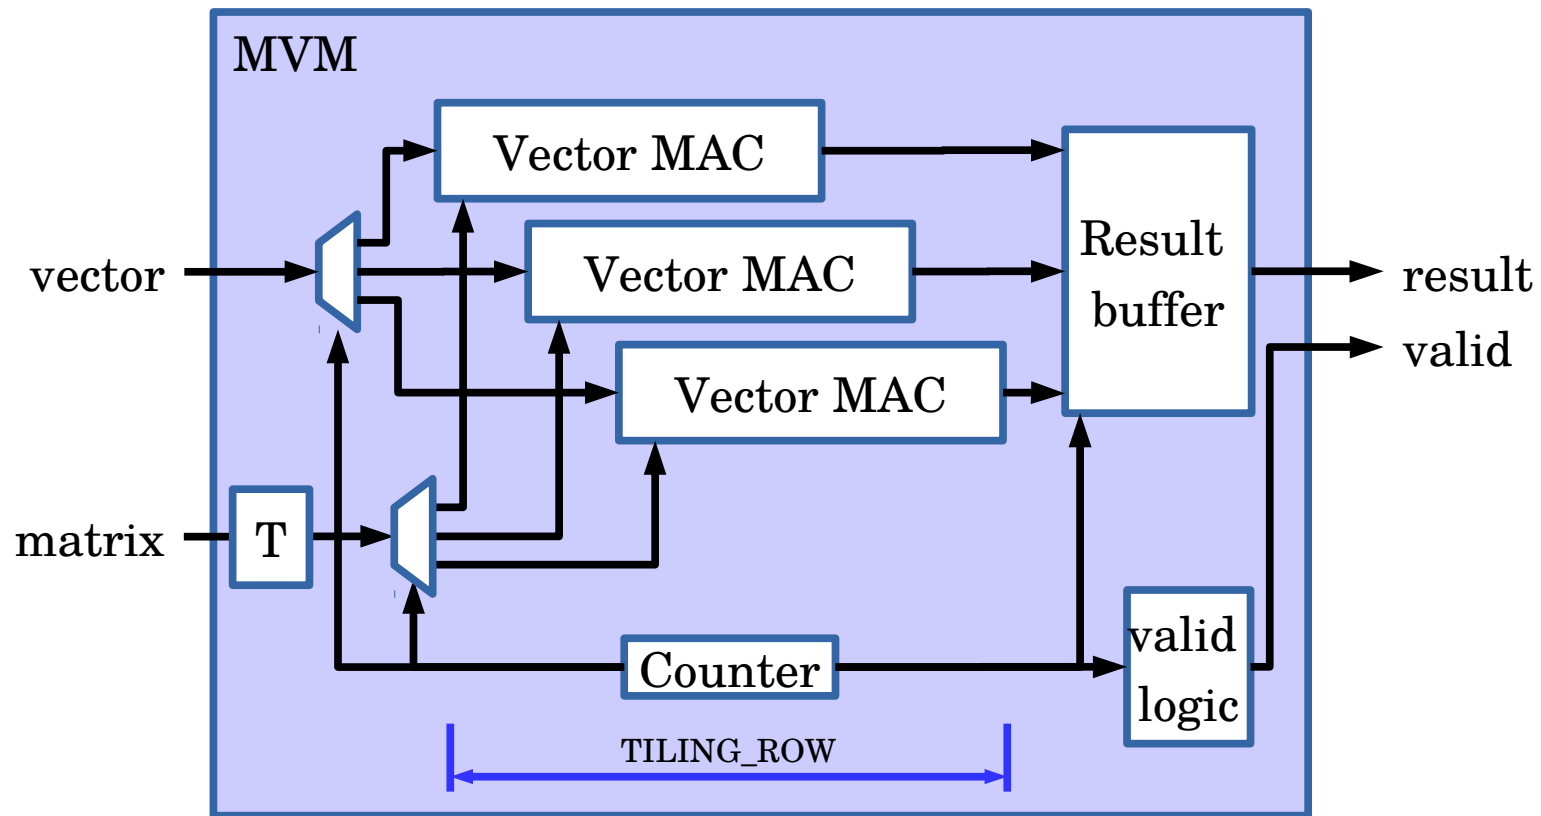 MVM
Vector MAC
vector
Vector MAC
Result
buffer
result
valid
Vector MAC
matrix
T
Counter
valid
logic
TILING_ROW